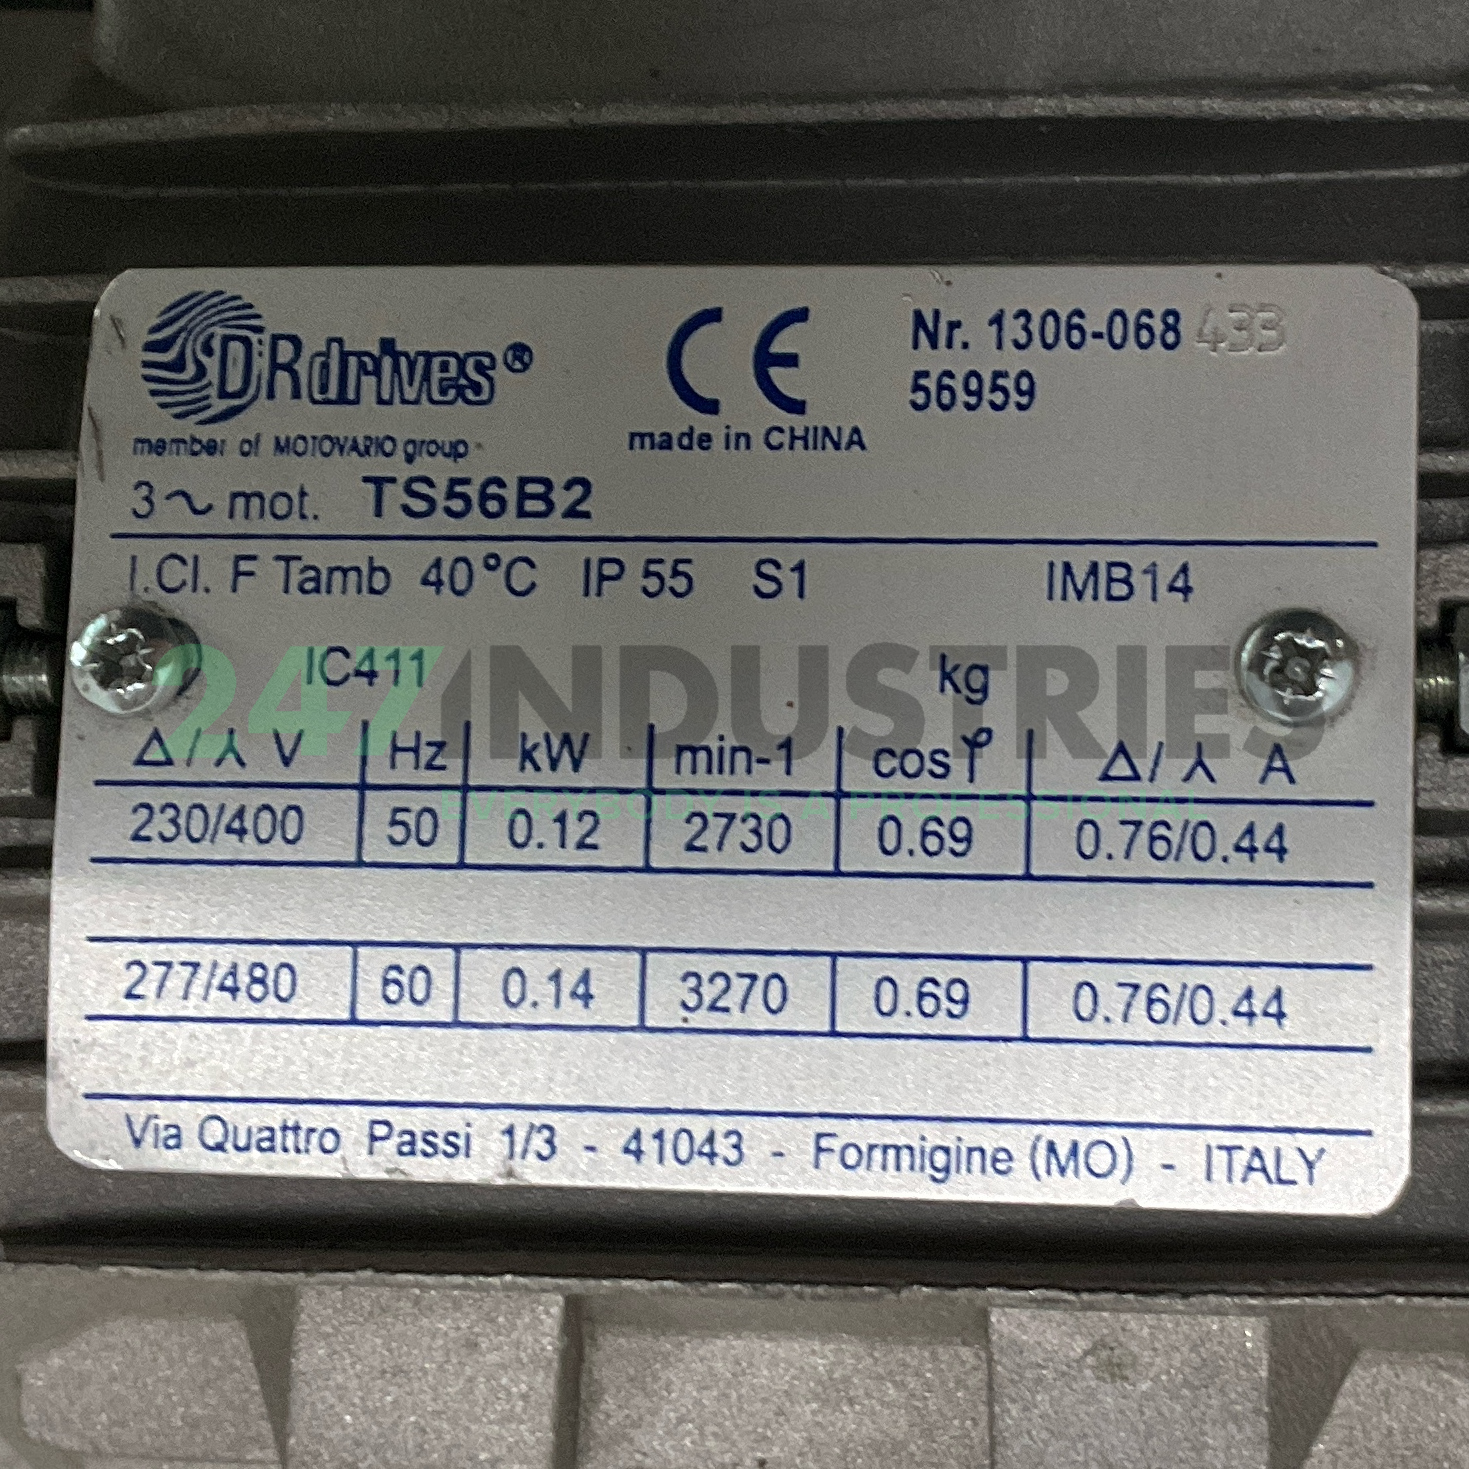 DRdrives®
member of MOTOVARIO group
CE
made in CHINA
Nr. 1306-068 433
56959
3~ mot. TS56B2
I.Cl. F Tamb 40°C IP 55 S1 IMB14
IC411 kg
247INDUSTRIES
EVERYBODY IS A PROFESSIONAL
Δ/⅄ V Hz kW min-1 cosφ Δ/⅄ A
230/400 50 0.12 2730 0.69 0.76/0.44
277/480 60 0.14 3270 0.69 0.76/0.44
Via Quattro Passi 1/3 - 41043 - Formigine (MO) - ITALY